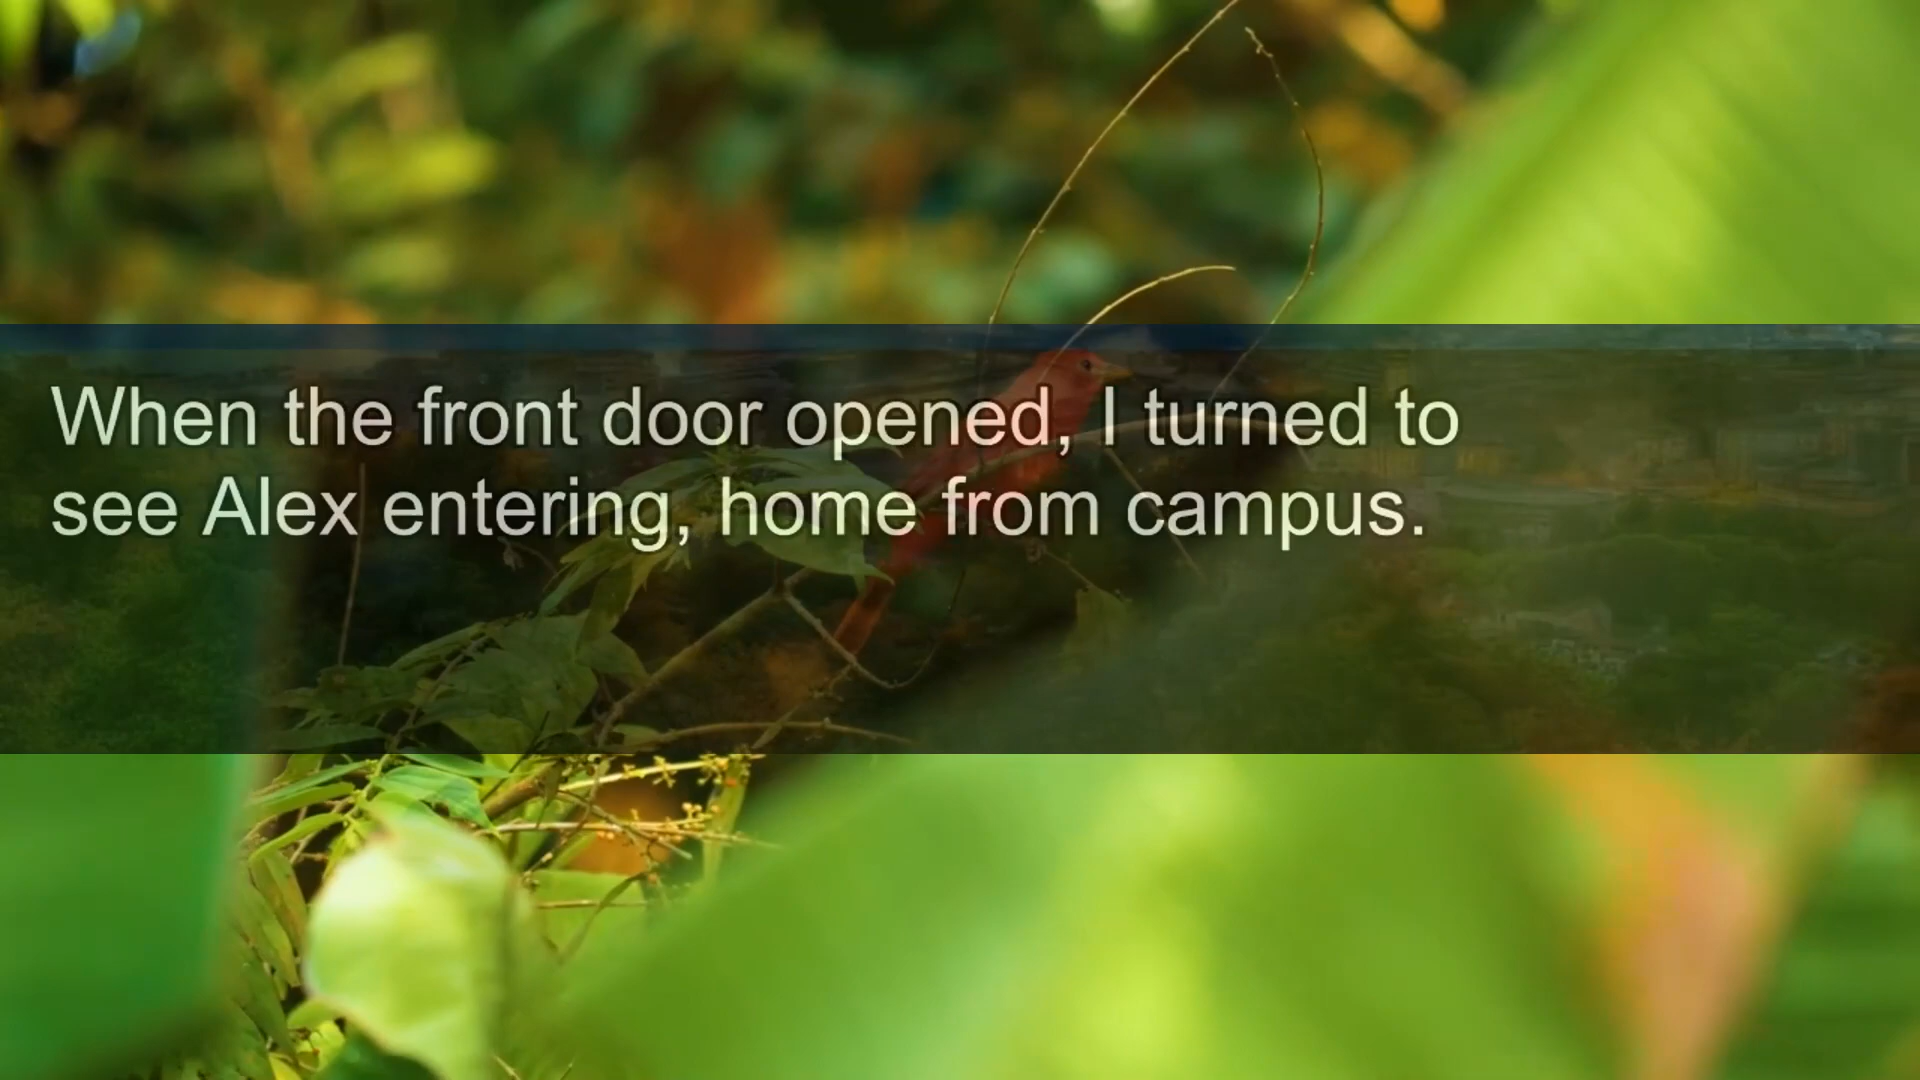 When the front door opened, I turned to
see Alex entering, home from campus.